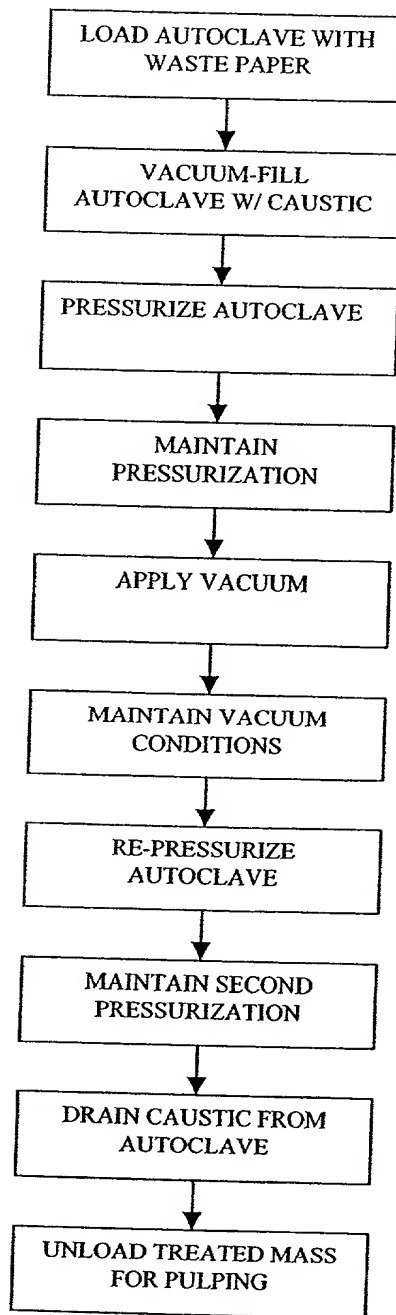 LOAD AUTOCLAVE WITH
WASTE PAPER
VACUUM-FILL
AUTOCLAVE W/ CAUSTIC
PRESSURIZE AUTOCLAVE
MAINTAIN
PRESSURIZATION
APPLY VACUUM
MAINTAIN VACUUM
CONDITIONS
RE-PRESSURIZE
AUTOCLAVE
MAINTAIN SECOND
PRESSURIZATION
DRAIN CAUSTIC FROM
AUTOCLAVE
UNLOAD TREATED MASS
FOR PULPING